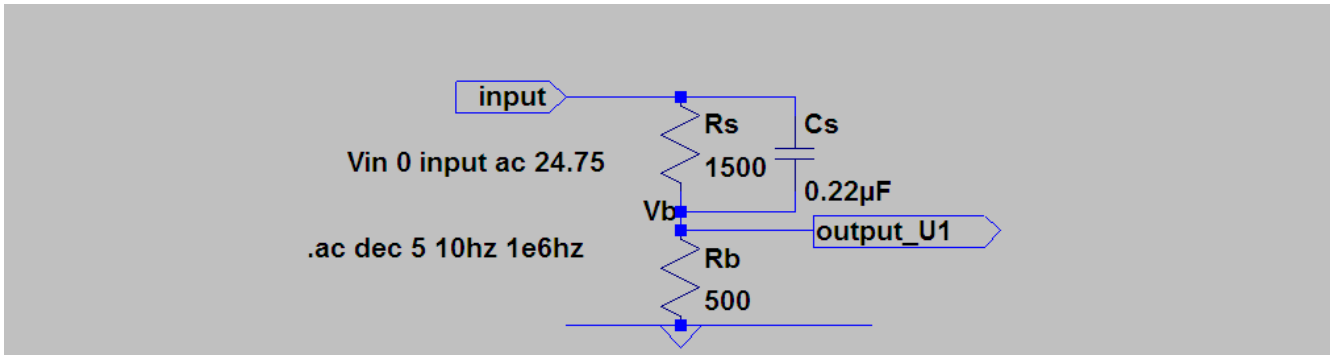 input
Rs
Cs
Vin 0 input ac 24.75
1500
0.22µF
Vb
output_U1
.ac dec 5 10hz 1e6hz
Rb
500